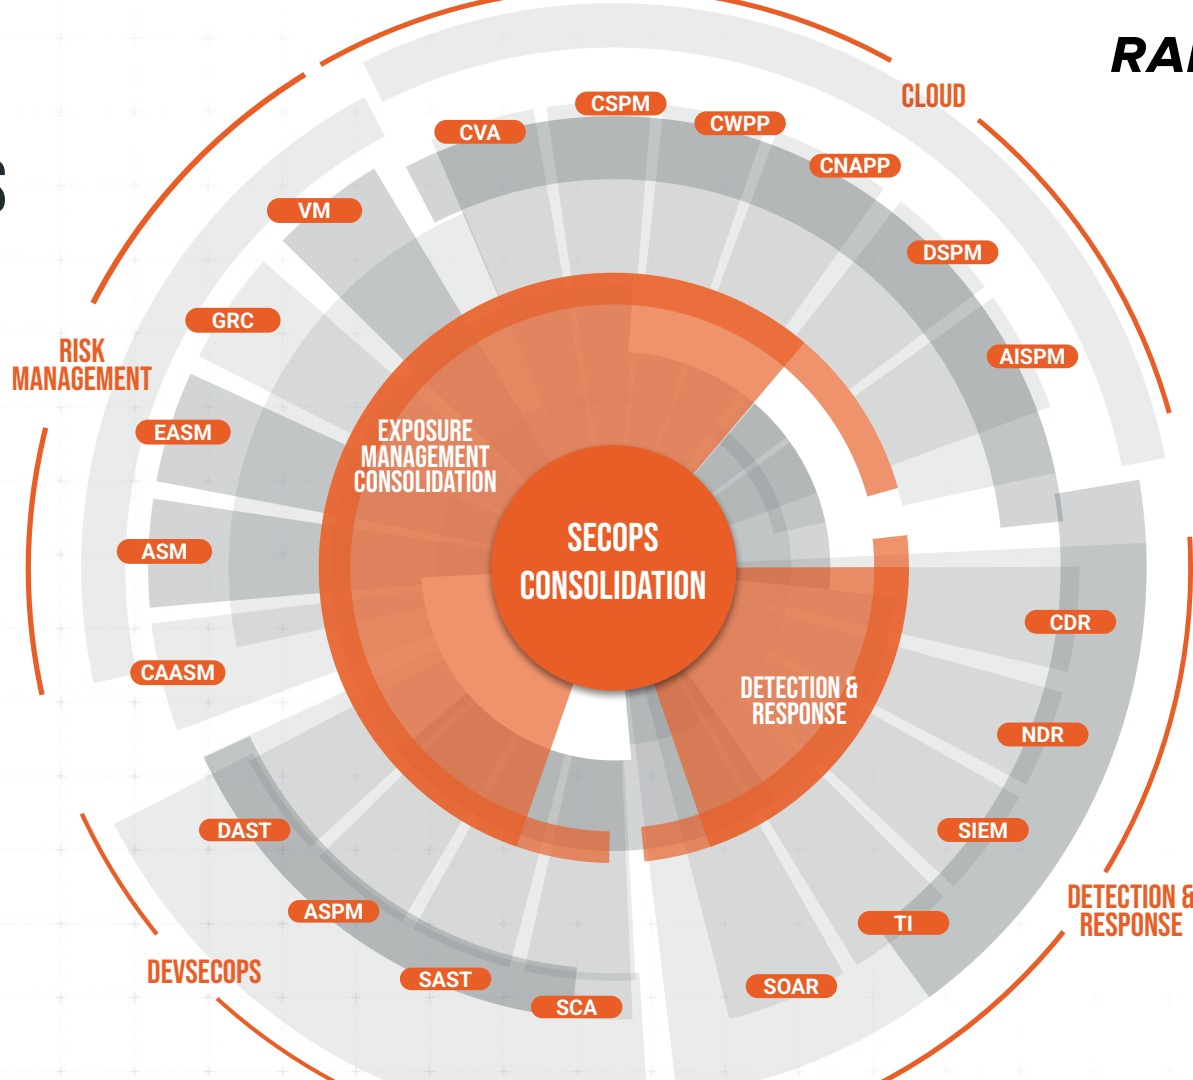 CSPM
CVA
CWPP
CLOUD
CNAPP
VM
DSPM
GRC
AISPM
RISK
MANAGEMENT
EASM
EXPOSURE
MANAGEMENT
CONSOLIDATION
SECOPS
CONSOLIDATION
ASM
CDR
CAASM
DETECTION &
RESPONSE
NDR
DAST
SIEM
ASPM
TI
DETECTION &
RESPONSE
DEVSECOPS
SAST
SOAR
SCA